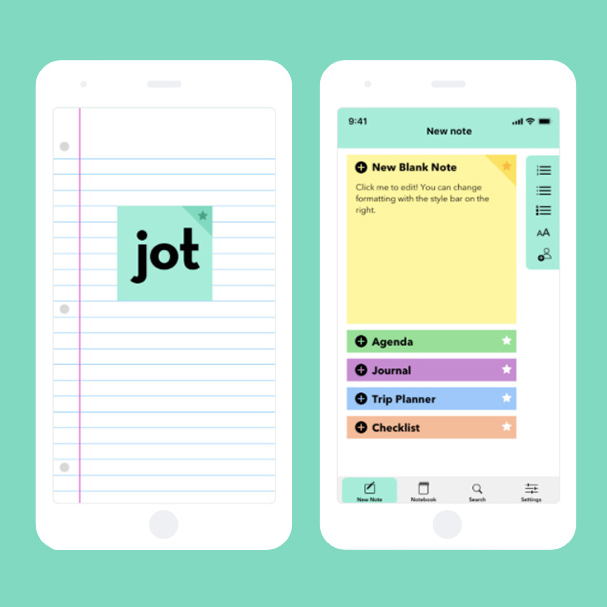 jot
9:41
New note
New Blank Note
Click me to edit! You can change
formatting with the style bar on the
right.
AA
Agenda
Journal
Trip Planner
Checklist
New Note
Notebook
Search
Settings